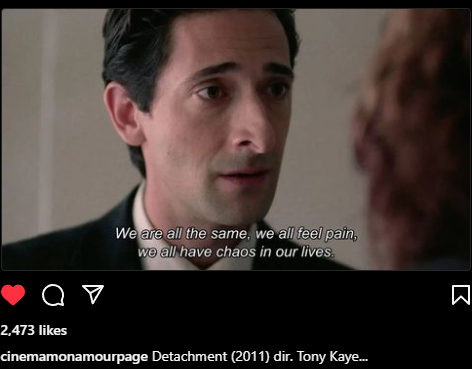 We are all the same, we all feel pain,
we all have chaos in our lives.
2,473 likes
cinemamonamourpage Detachment (2011) dir. Tony Kaye...